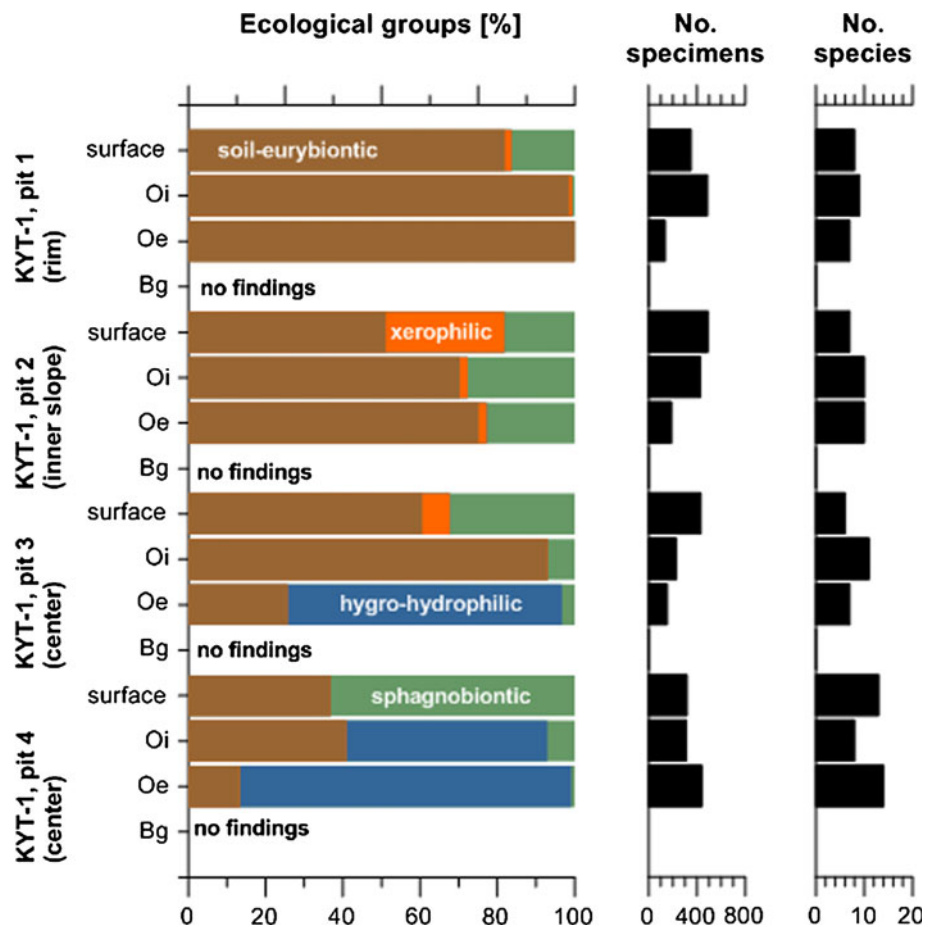 Ecological groups [%]
No. specimens
No. species
KYT-1, pit 1 (rim)
surface
soil-eurybiontic
Oi
Oe
Bg
no findings
KYT-1, pit 2 (inner slope)
surface
xerophilic
Oi
Oe
Bg
no findings
KYT-1, pit 3 (center)
surface
Oi
Oe
hygro-hydrophilic
Bg
no findings
KYT-1, pit 4 (center)
surface
sphagnobiontic
Oi
Oe
Bg
no findings
0 20 40 60 80 100
0 400 800
0 10 20